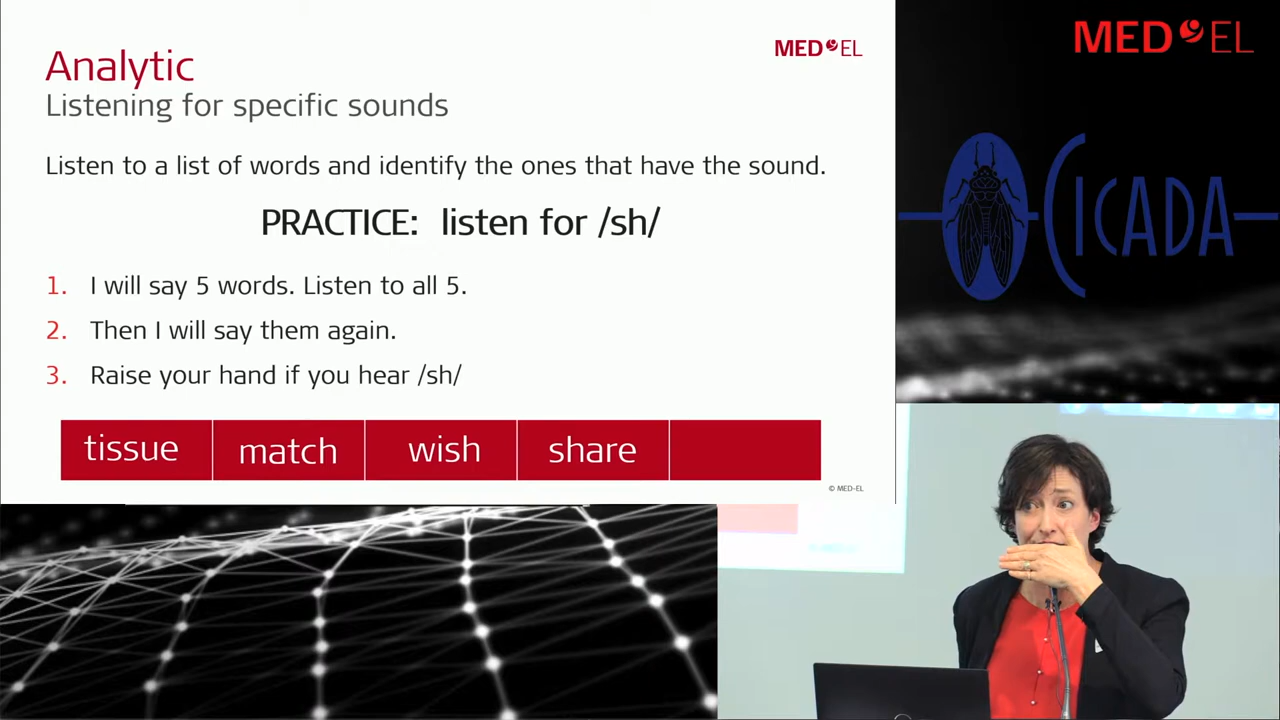 Analytic
MED EL
Listening for specific sounds
Listen to a list of words and identify the ones that have the sound.
PRACTICE: listen for /sh/
1. I will say 5 words. Listen to all 5.
2. Then I will say them again.
3. Raise your hand if you hear /sh/
tissue match wish share
© MED-EL
MED EL
CICADA